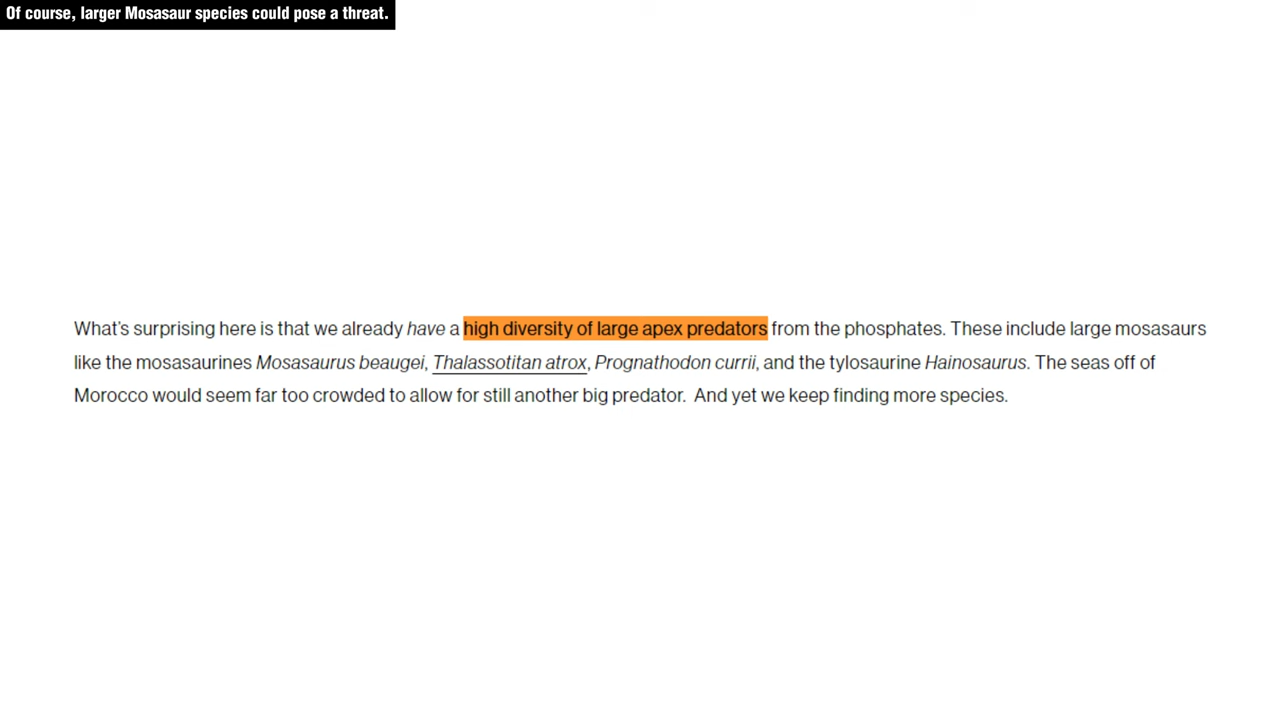 Of course, larger Mosasaur species could pose a threat.
What's surprising here is that we already have a high diversity of large apex predators from the phosphates. These include large mosasaurs
like the mosasaurines Mosasaurus beaugei, Thalassotitan atrox, Prognathodon currii, and the tylosaurine Hainosaurus. The seas off of
Morocco would seem far too crowded to allow for still another big predator.  And yet we keep finding more species.